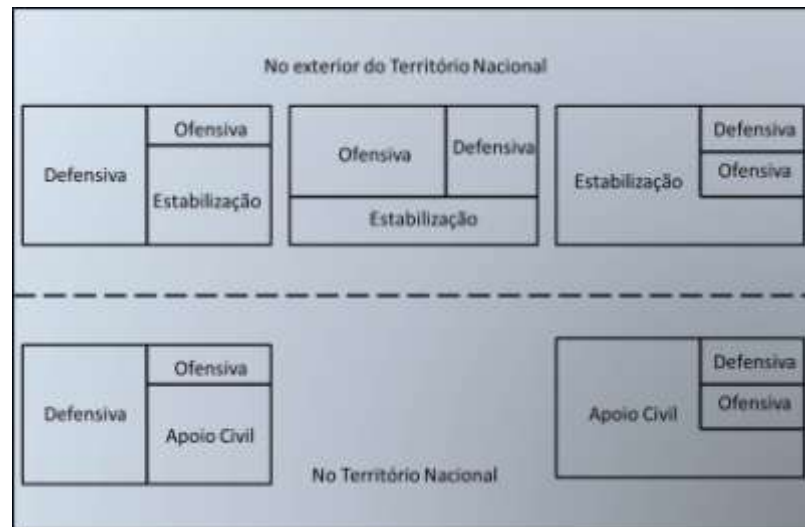 No exterior do Território Nacional
Defensiva
Ofensiva
Estabilização
Ofensiva
Defensiva
Estabilização
Estabilização
Defensiva
Ofensiva
Defensiva
Ofensiva
Apoio Civil
Apoio Civil
Defensiva
Ofensiva
No Território Nacional